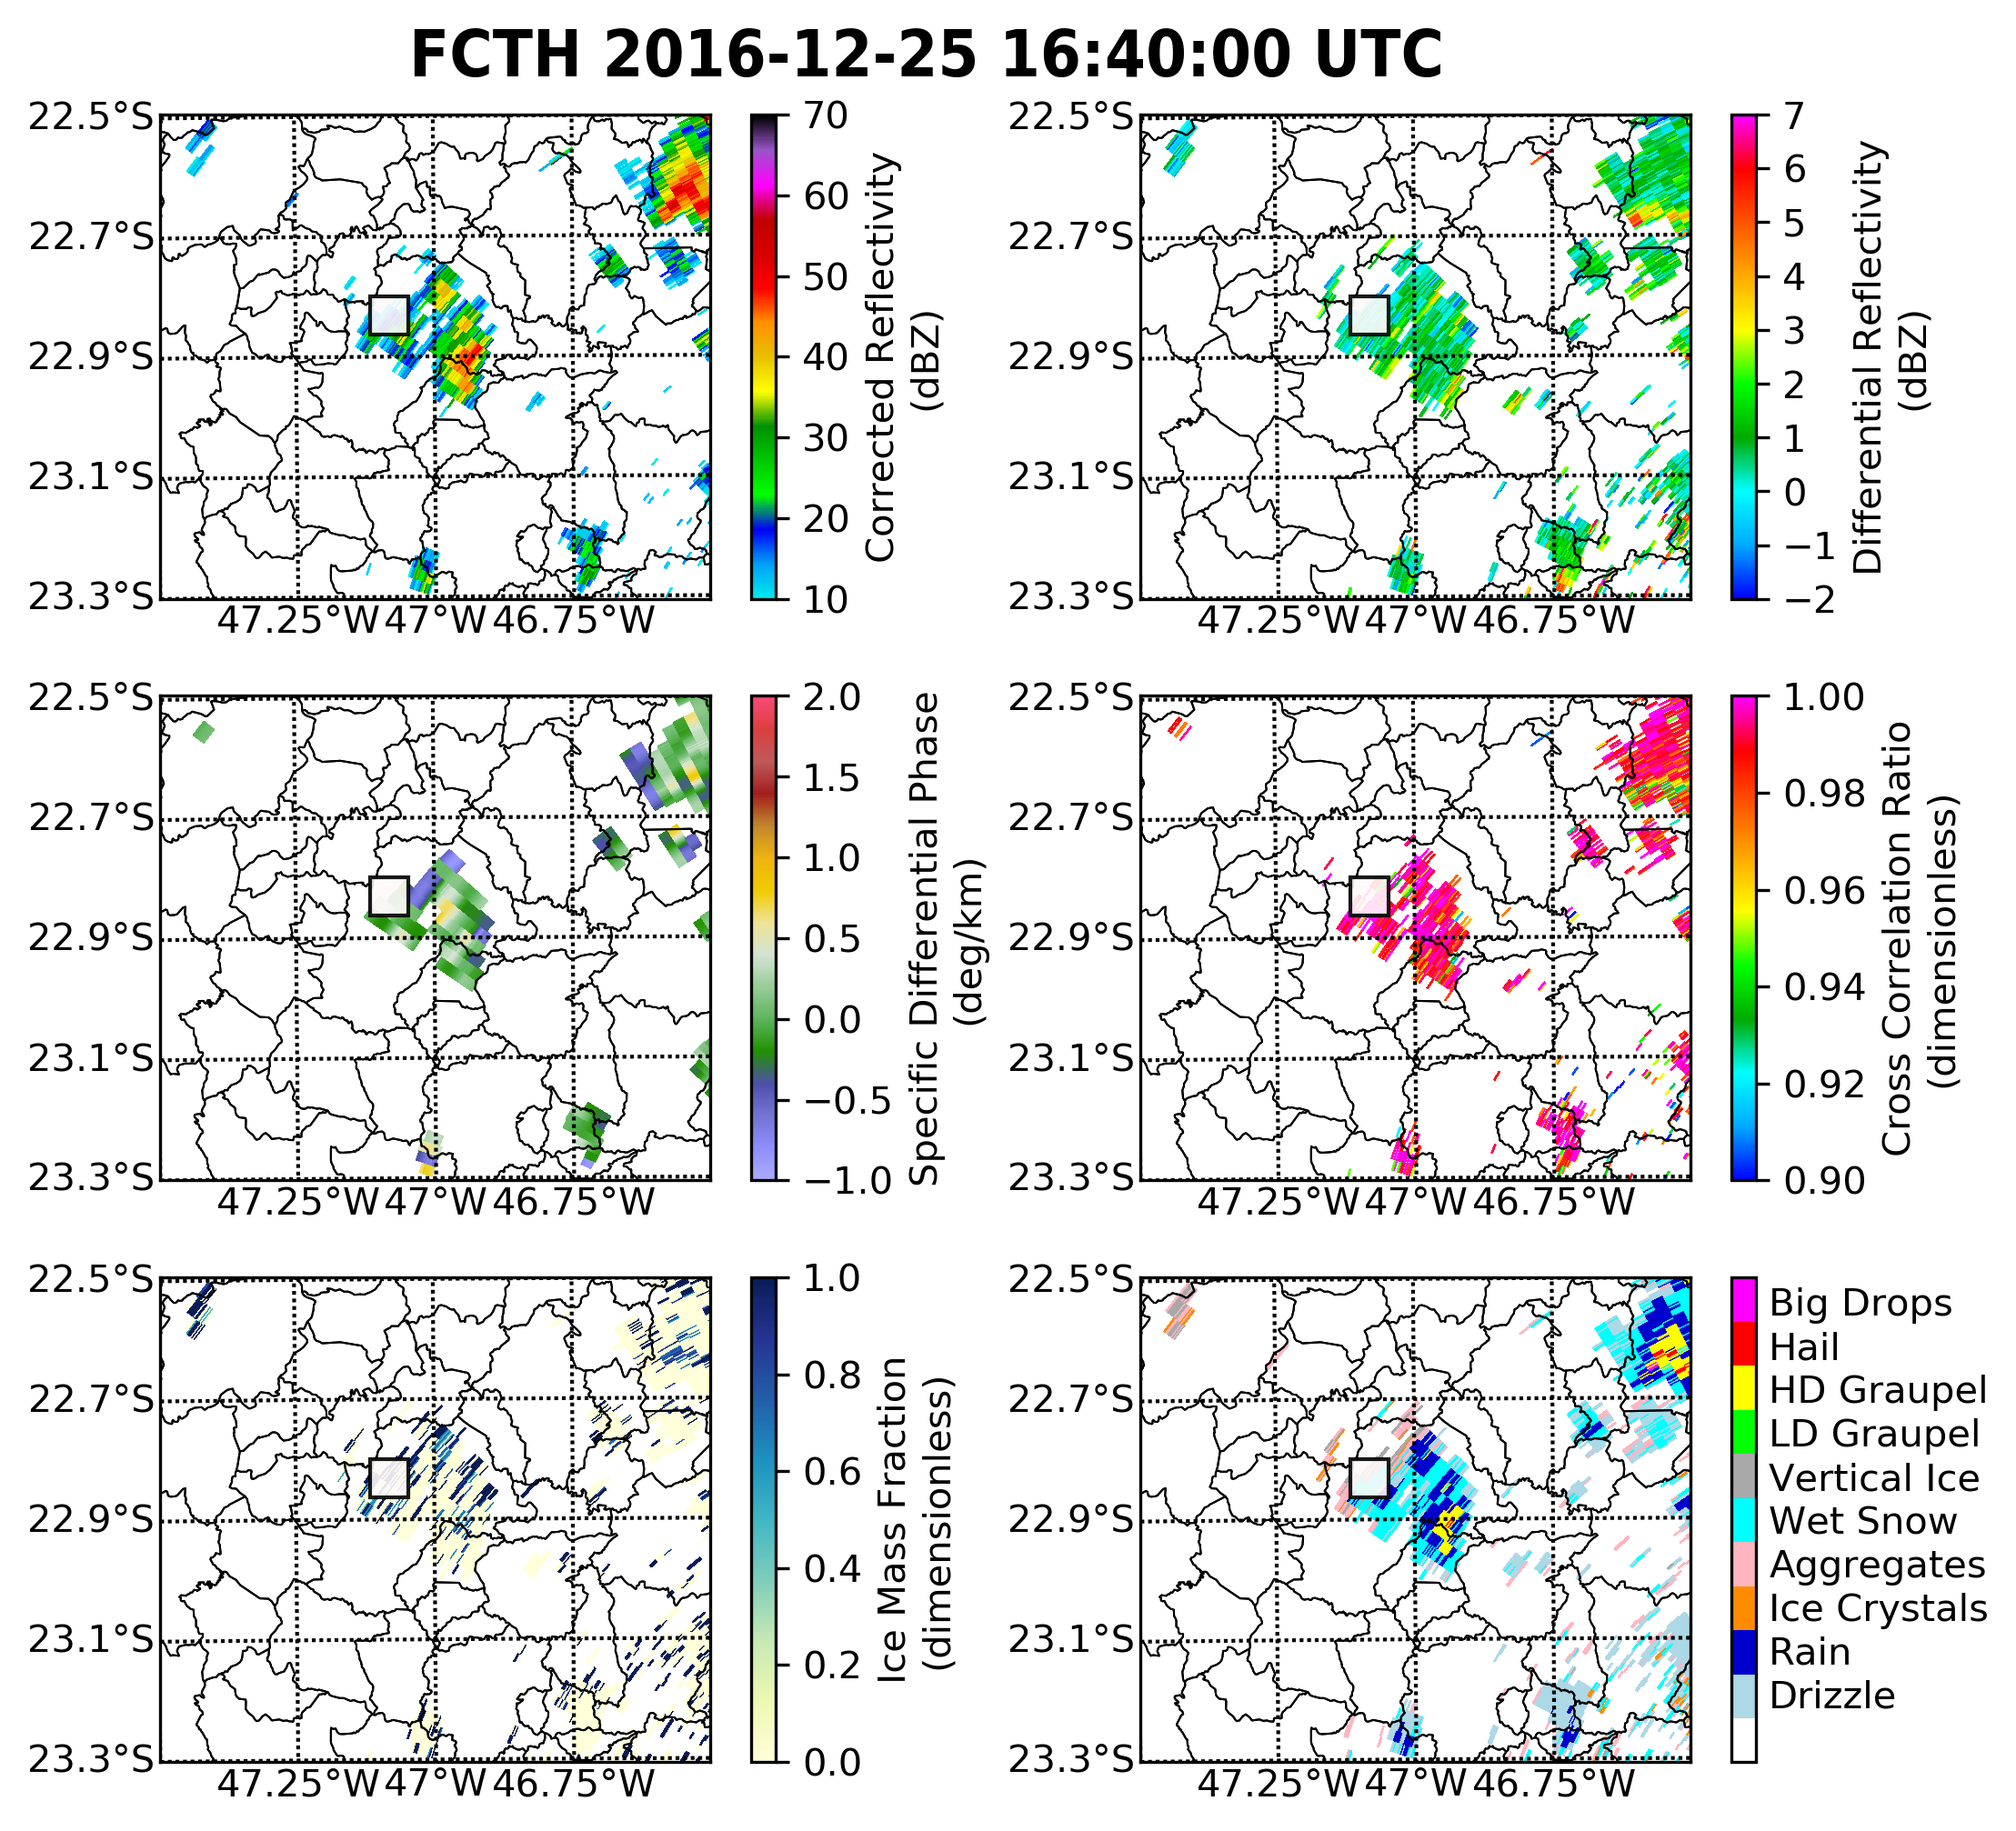 FCTH 2016-12-25 16:40:00 UTC
22.5°S
22.7°S
22.9°S
23.1°S
23.3°S
47.25°W
47°W
46.75°W
70
60
50
40
30
20
10
Corrected Reflectivity
(dBZ)
22.5°S
22.7°S
22.9°S
23.1°S
23.3°S
47.25°W
47°W
46.75°W
7
6
5
4
3
2
1
0
−1
−2
Differential Reflectivity
(dBZ)
22.5°S
22.7°S
22.9°S
23.1°S
23.3°S
47.25°W
47°W
46.75°W
2.0
1.5
1.0
0.5
0.0
−0.5
−1.0
Specific Differential Phase
(deg/km)
22.5°S
22.7°S
22.9°S
23.1°S
23.3°S
47.25°W
47°W
46.75°W
1.00
0.98
0.96
0.94
0.92
0.90
Cross Correlation Ratio
(dimensionless)
22.5°S
22.7°S
22.9°S
23.1°S
23.3°S
47.25°W
47°W
46.75°W
1.0
0.8
0.6
0.4
0.2
0.0
Ice Mass Fraction
(dimensionless)
22.5°S
22.7°S
22.9°S
23.1°S
23.3°S
47.25°W
47°W
46.75°W
Big Drops
Hail
HD Graupel
LD Graupel
Vertical Ice
Wet Snow
Aggregates
Ice Crystals
Rain
Drizzle